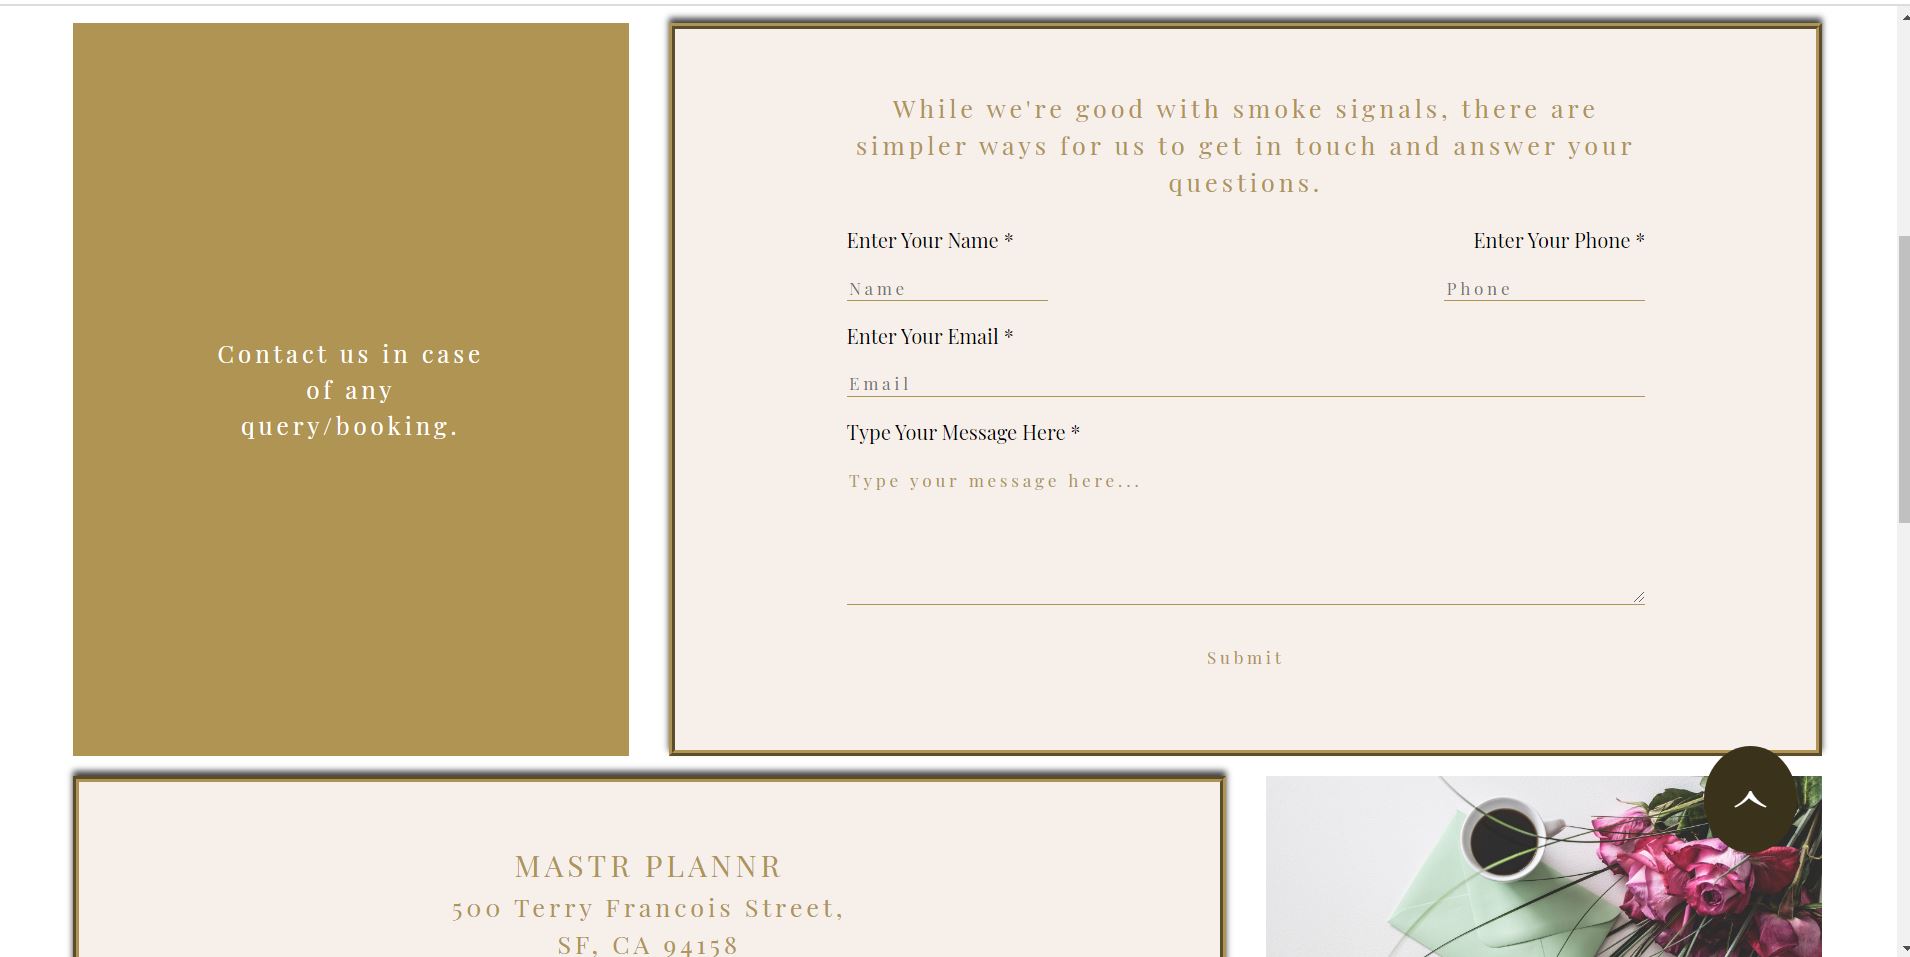 Contact us in case
of any
query/booking.
While we're good with smoke signals, there are
simpler ways for us to get in touch and answer your
questions.
Enter Your Name *
Enter Your Phone *
Name
Phone
Enter Your Email *
Email
Type Your Message Here *
Type your message here...
Submit
MASTR PLANNR
500 Terry Francois Street,
SF, CA 94158